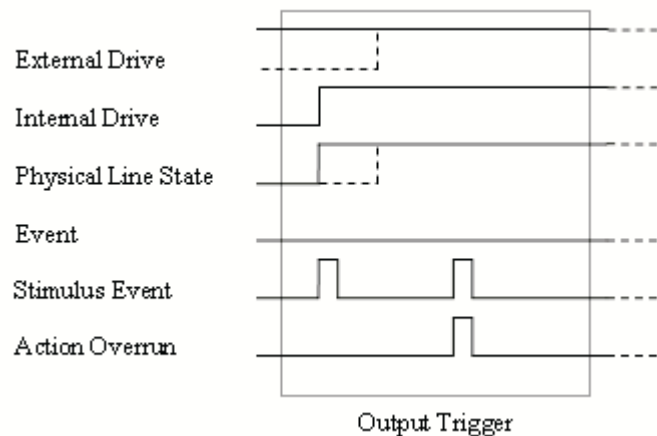 External Drive
Internal Drive
Physical Line State
Event
Stimulus Event
Action Overrun
Output Trigger